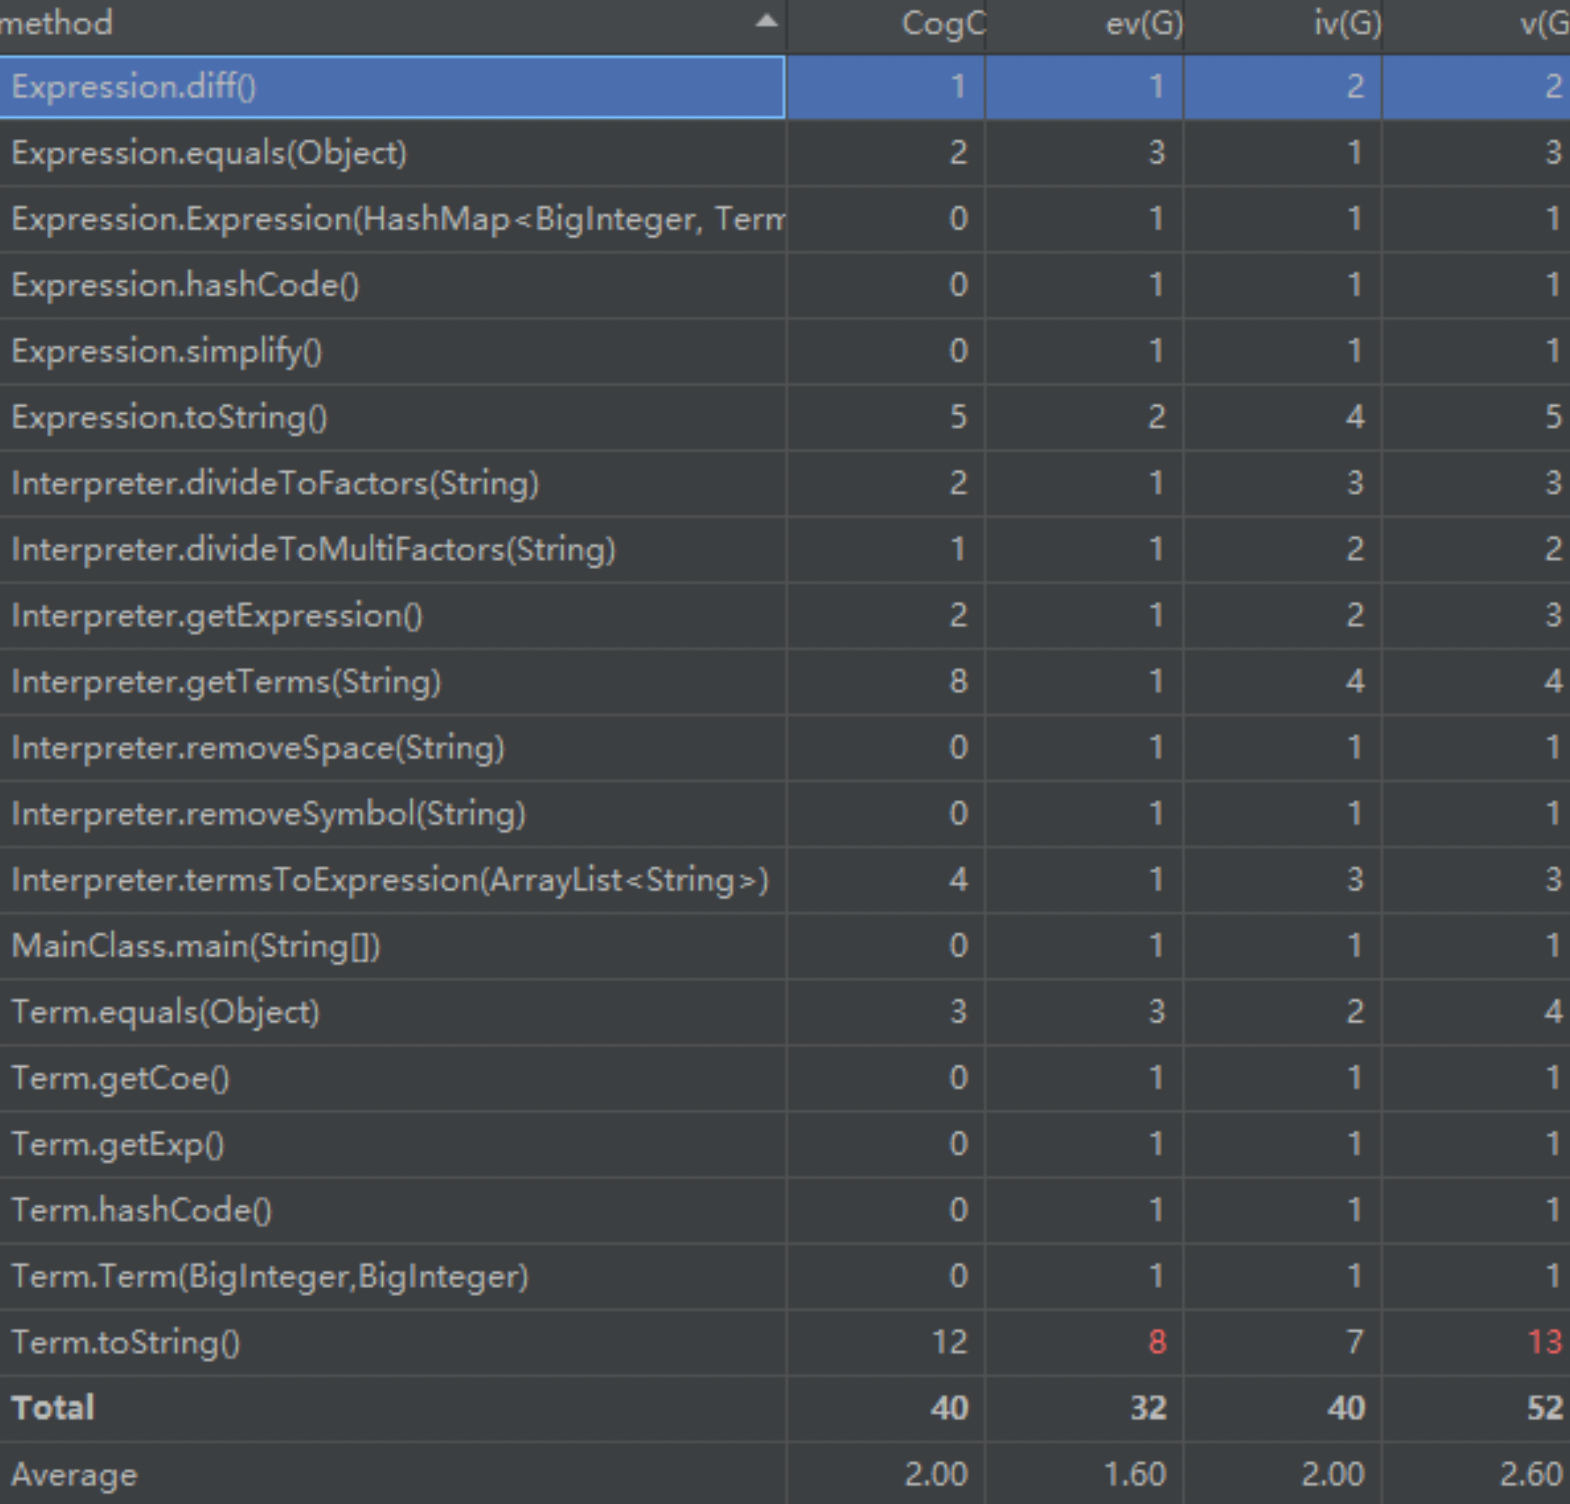 method CogC ev(G) iv(G) v(G
Expression.diff() 1 1 2 2
Expression.equals(Object) 2 3 1 3
Expression.Expression(HashMap<BigInteger, Term 0 1 1 1
Expression.hashCode() 0 1 1 1
Expression.simplify() 0 1 1 1
Expression.toString() 5 2 4 5
Interpreter.divideToFactors(String) 2 1 3 3
Interpreter.divideToMultiFactors(String) 1 1 2 2
Interpreter.getExpression() 2 1 2 3
Interpreter.getTerms(String) 8 1 4 4
Interpreter.removeSpace(String) 0 1 1 1
Interpreter.removeSymbol(String) 0 1 1 1
Interpreter.termsToExpression(ArrayList<String>) 4 1 3 3
MainClass.main(String[]) 0 1 1 1
Term.equals(Object) 3 3 2 4
Term.getCoe() 0 1 1 1
Term.getExp() 0 1 1 1
Term.hashCode() 0 1 1 1
Term.Term(BigInteger,BigInteger) 0 1 1 1
Term.toString() 12 8 7 13
Total 40 32 40 52
Average 2.00 1.60 2.00 2.60